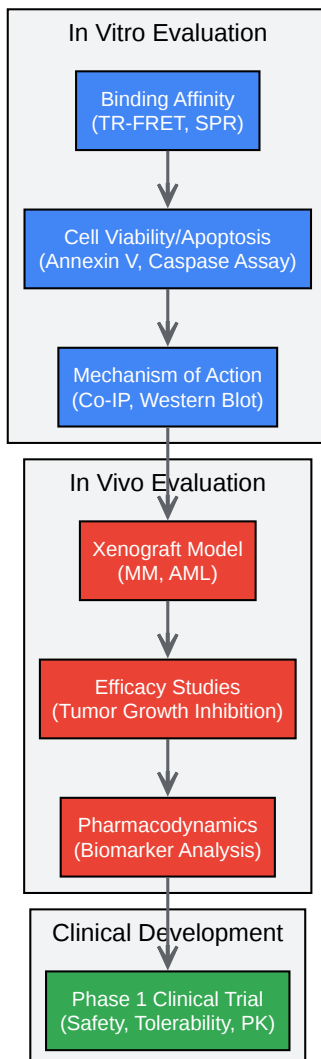 In Vitro Evaluation
Binding Affinity
(TR-FRET, SPR)
Cell Viability/Apoptosis
(Annexin V, Caspase Assay)
Mechanism of Action
(Co-IP, Western Blot)
In Vivo Evaluation
Xenograft Model
(MM, AML)
Efficacy Studies
(Tumor Growth Inhibition)
Pharmacodynamics
(Biomarker Analysis)
Clinical Development
Phase 1 Clinical Trial
(Safety, Tolerability, PK)